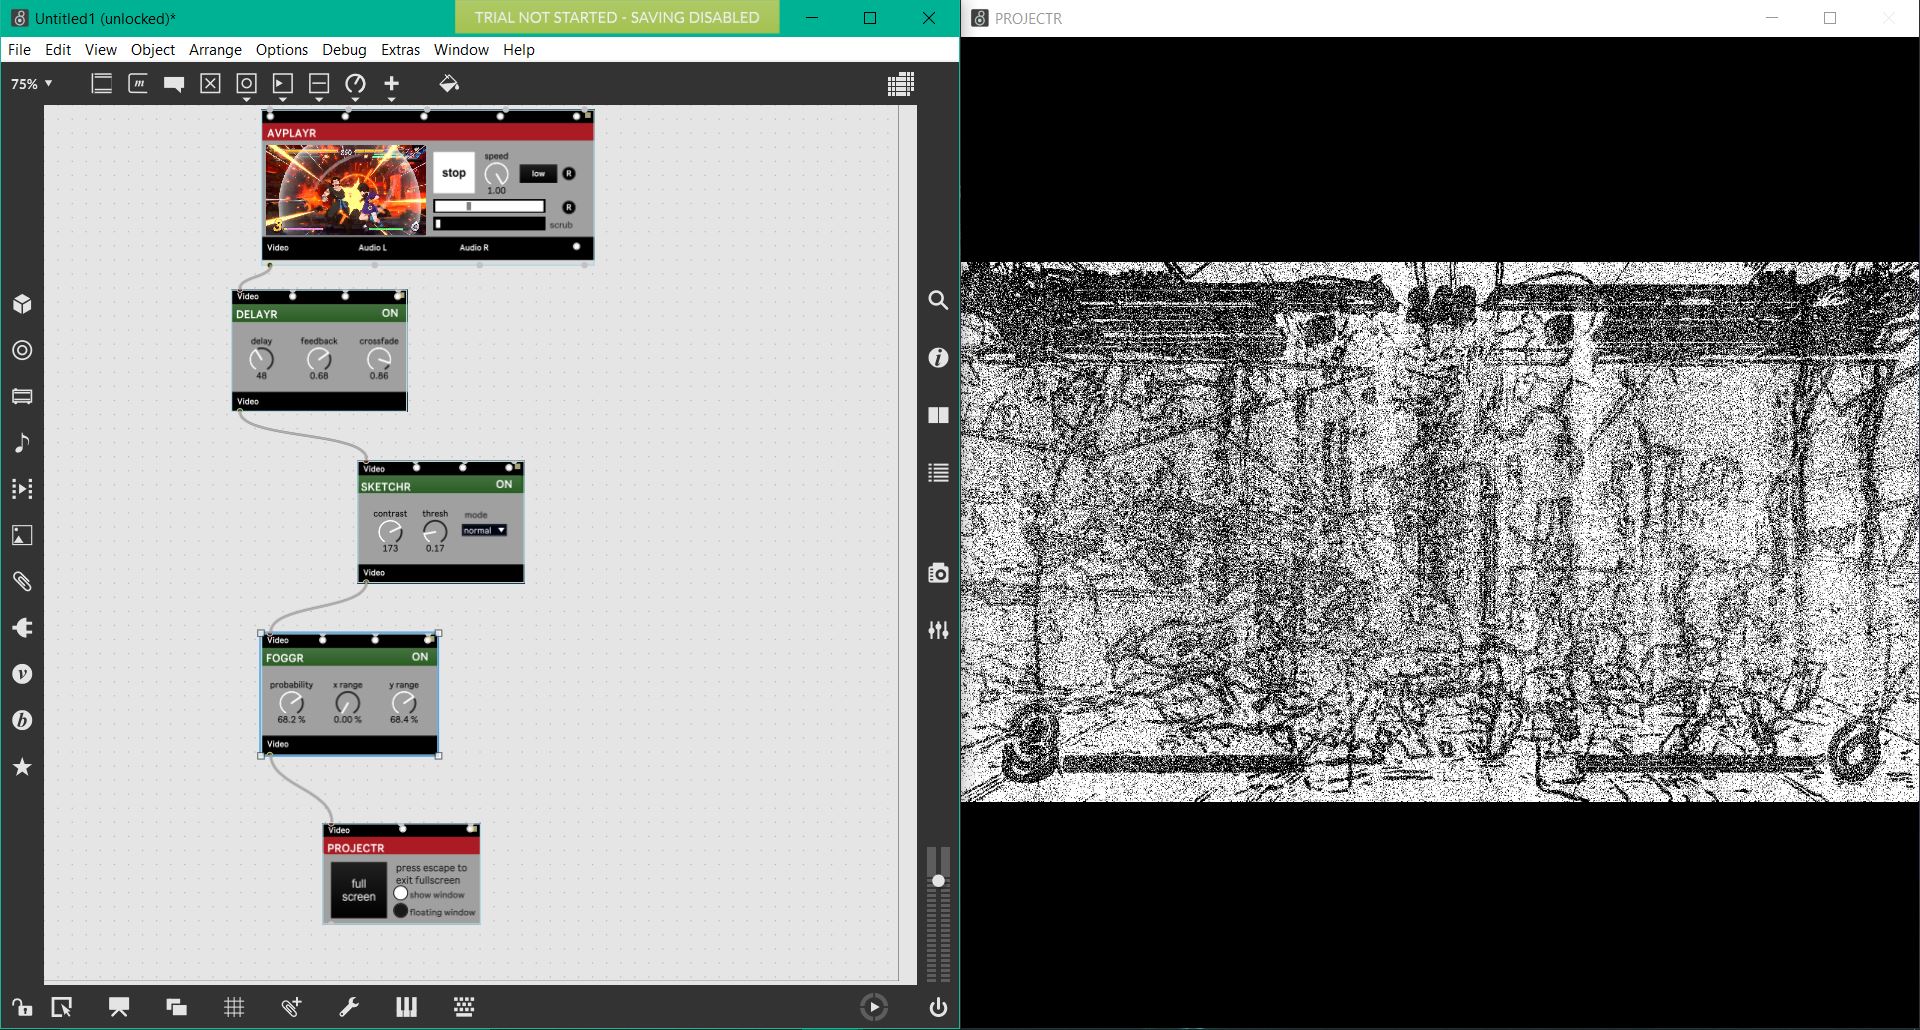 Untitled1 (unlocked)*
TRIAL NOT STARTED - SAVING DISABLED
PROJECTR
File Edit View Object Arrange Options Debug Extras Window Help
75%
AVPLAYR
stop
speed
1.00
low
R
R
scrub
Video Audio L Audio R
Video
DELAYR ON
delay feedback crossfade
48 0.68 0.86
Video
Video
SKETCHR ON
contrast thresh mode
normal
173 0.17
Video
Video
FOGGR ON
probability x range y range
68.2 % 0.00 % 68.4 %
Video
Video
PROJECTR
full
screen
press escape to
exit fullscreen
show window
floating window